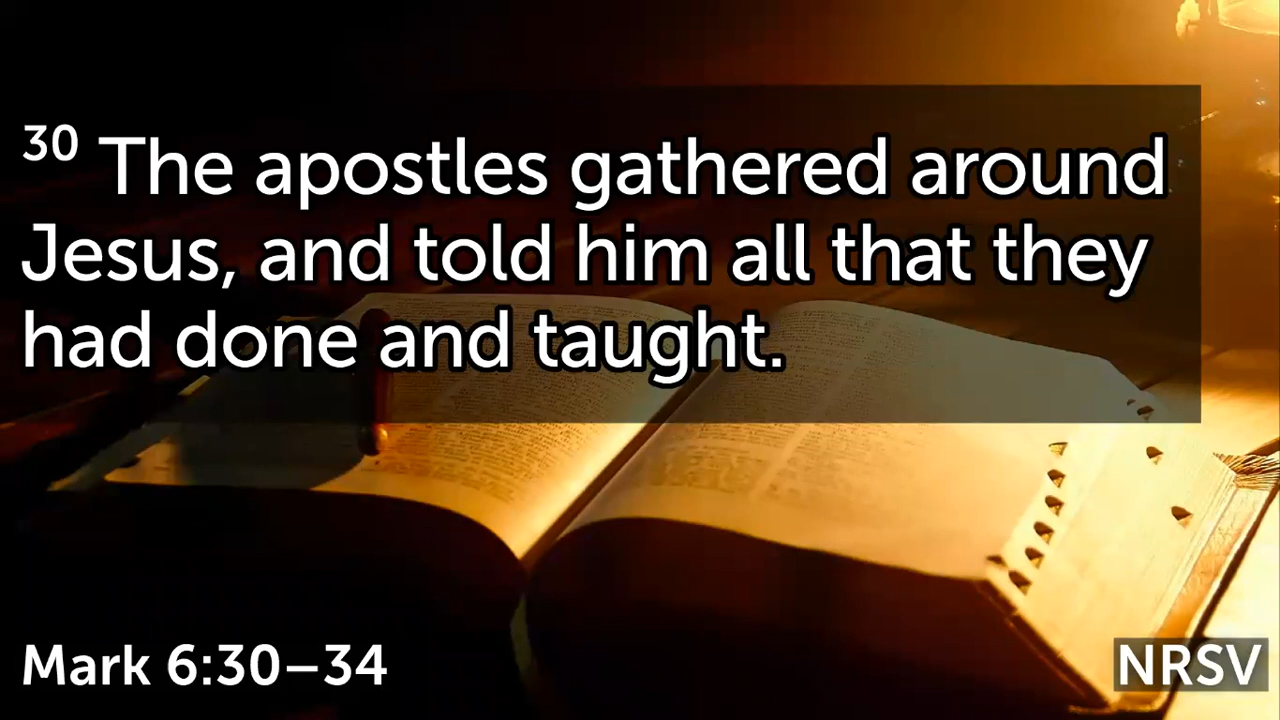 30 The apostles gathered around
Jesus, and told him all that they
had done and taught.
Mark 6:30–34
NRSV